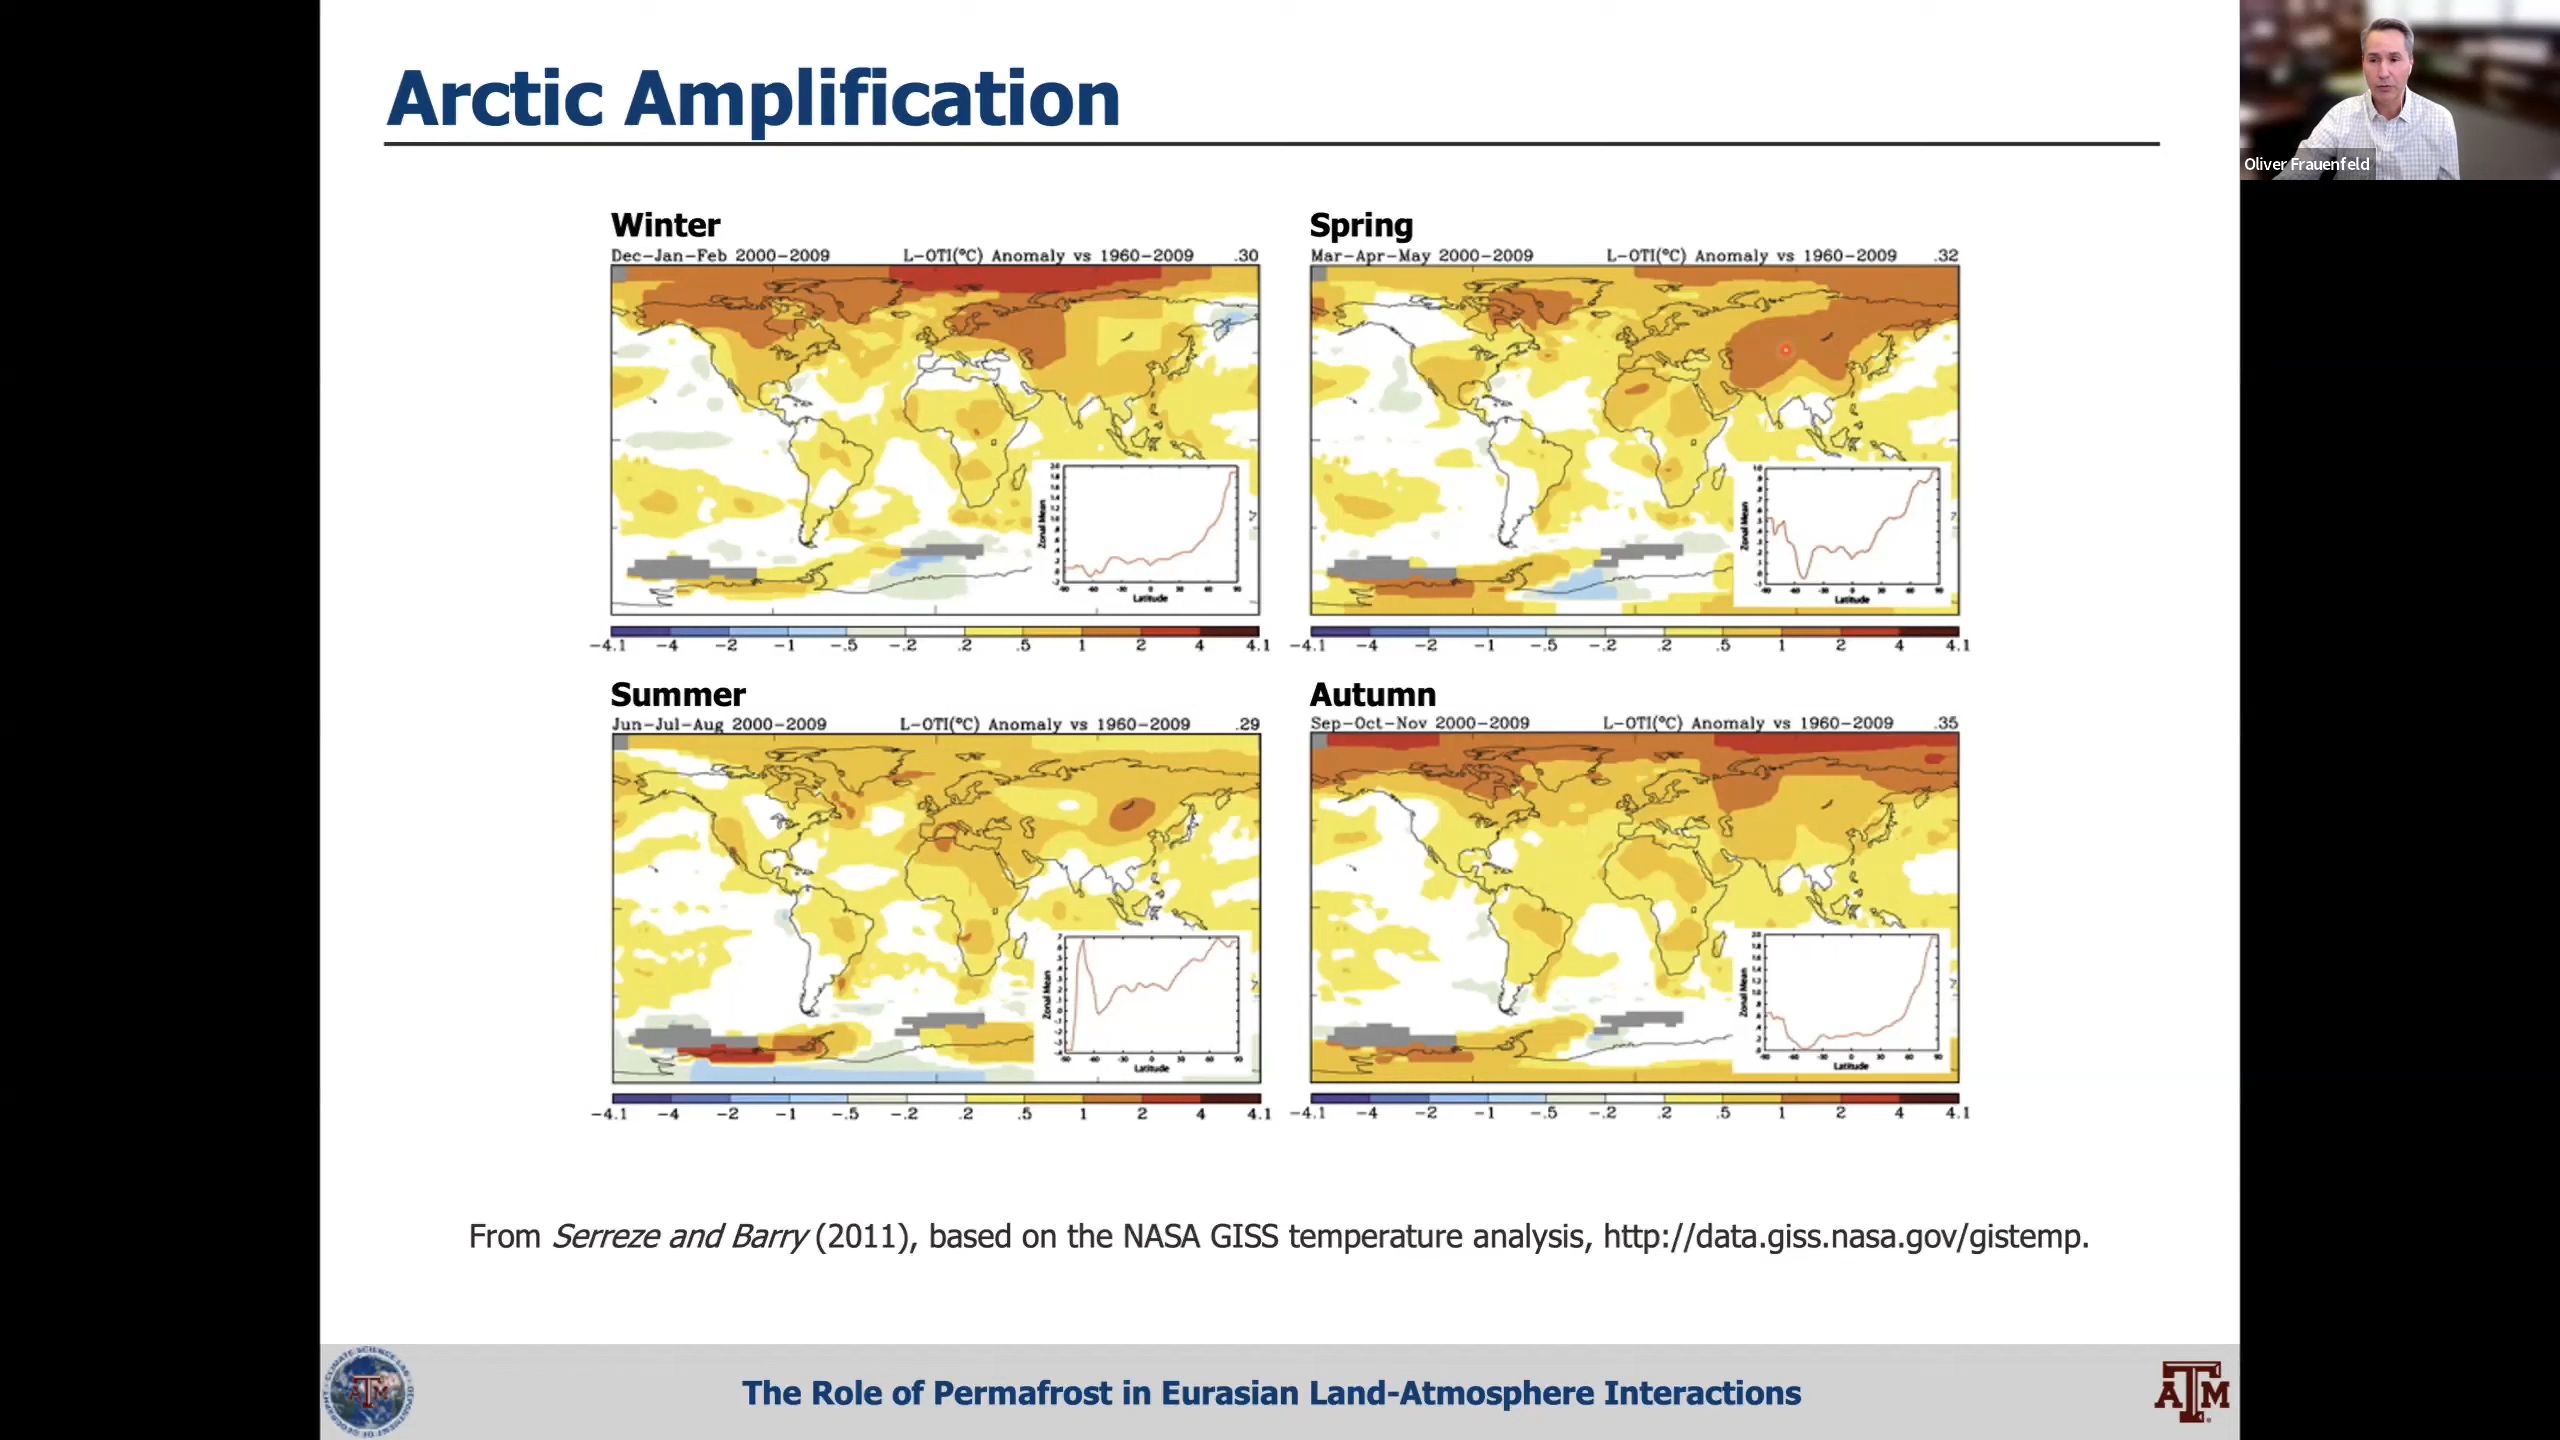 Arctic Amplification
Oliver Frauenfeld
Winter
Dec-Jan-Feb 2000-2009 L-OTI(°C) Anomaly vs 1960-2009 .30
Zonal Mean
Latitude
-4.1 -4 -2 -1 -.5 -.2 .2 .5 1 2 4 4.1
Spring
Mar-Apr-May 2000-2009 L-OTI(°C) Anomaly vs 1960-2009 .32
Zonal Mean
Latitude
-4.1 -4 -2 -1 -.5 -.2 .2 .5 1 2 4 4.1
Summer
Jun-Jul-Aug 2000-2009 L-OTI(°C) Anomaly vs 1960-2009 .29
Zonal Mean
Latitude
-4.1 -4 -2 -1 -.5 -.2 .2 .5 1 2 4 4.1
Autumn
Sep-Oct-Nov 2000-2009 L-OTI(°C) Anomaly vs 1960-2009 .35
Zonal Mean
Latitude
-4.1 -4 -2 -1 -.5 -.2 .2 .5 1 2 4 4.1
From Serreze and Barry (2011), based on the NASA GISS temperature analysis, http://data.giss.nasa.gov/gistemp.
The Role of Permafrost in Eurasian Land-Atmosphere Interactions
ATM